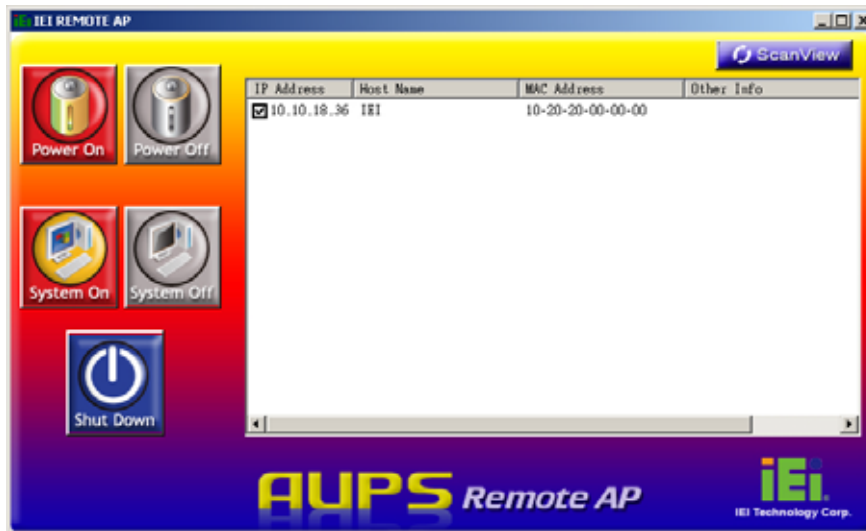 IEI REMOTE AP
ScanView
Power On
Power Off
IP Address Host Name MAC Address Other Info
10.10.18.36 IEI 10-20-20-00-00-00
System On
System Off
Shut Down
AUPS Remote AP
iEi
IEI Technology Corp.